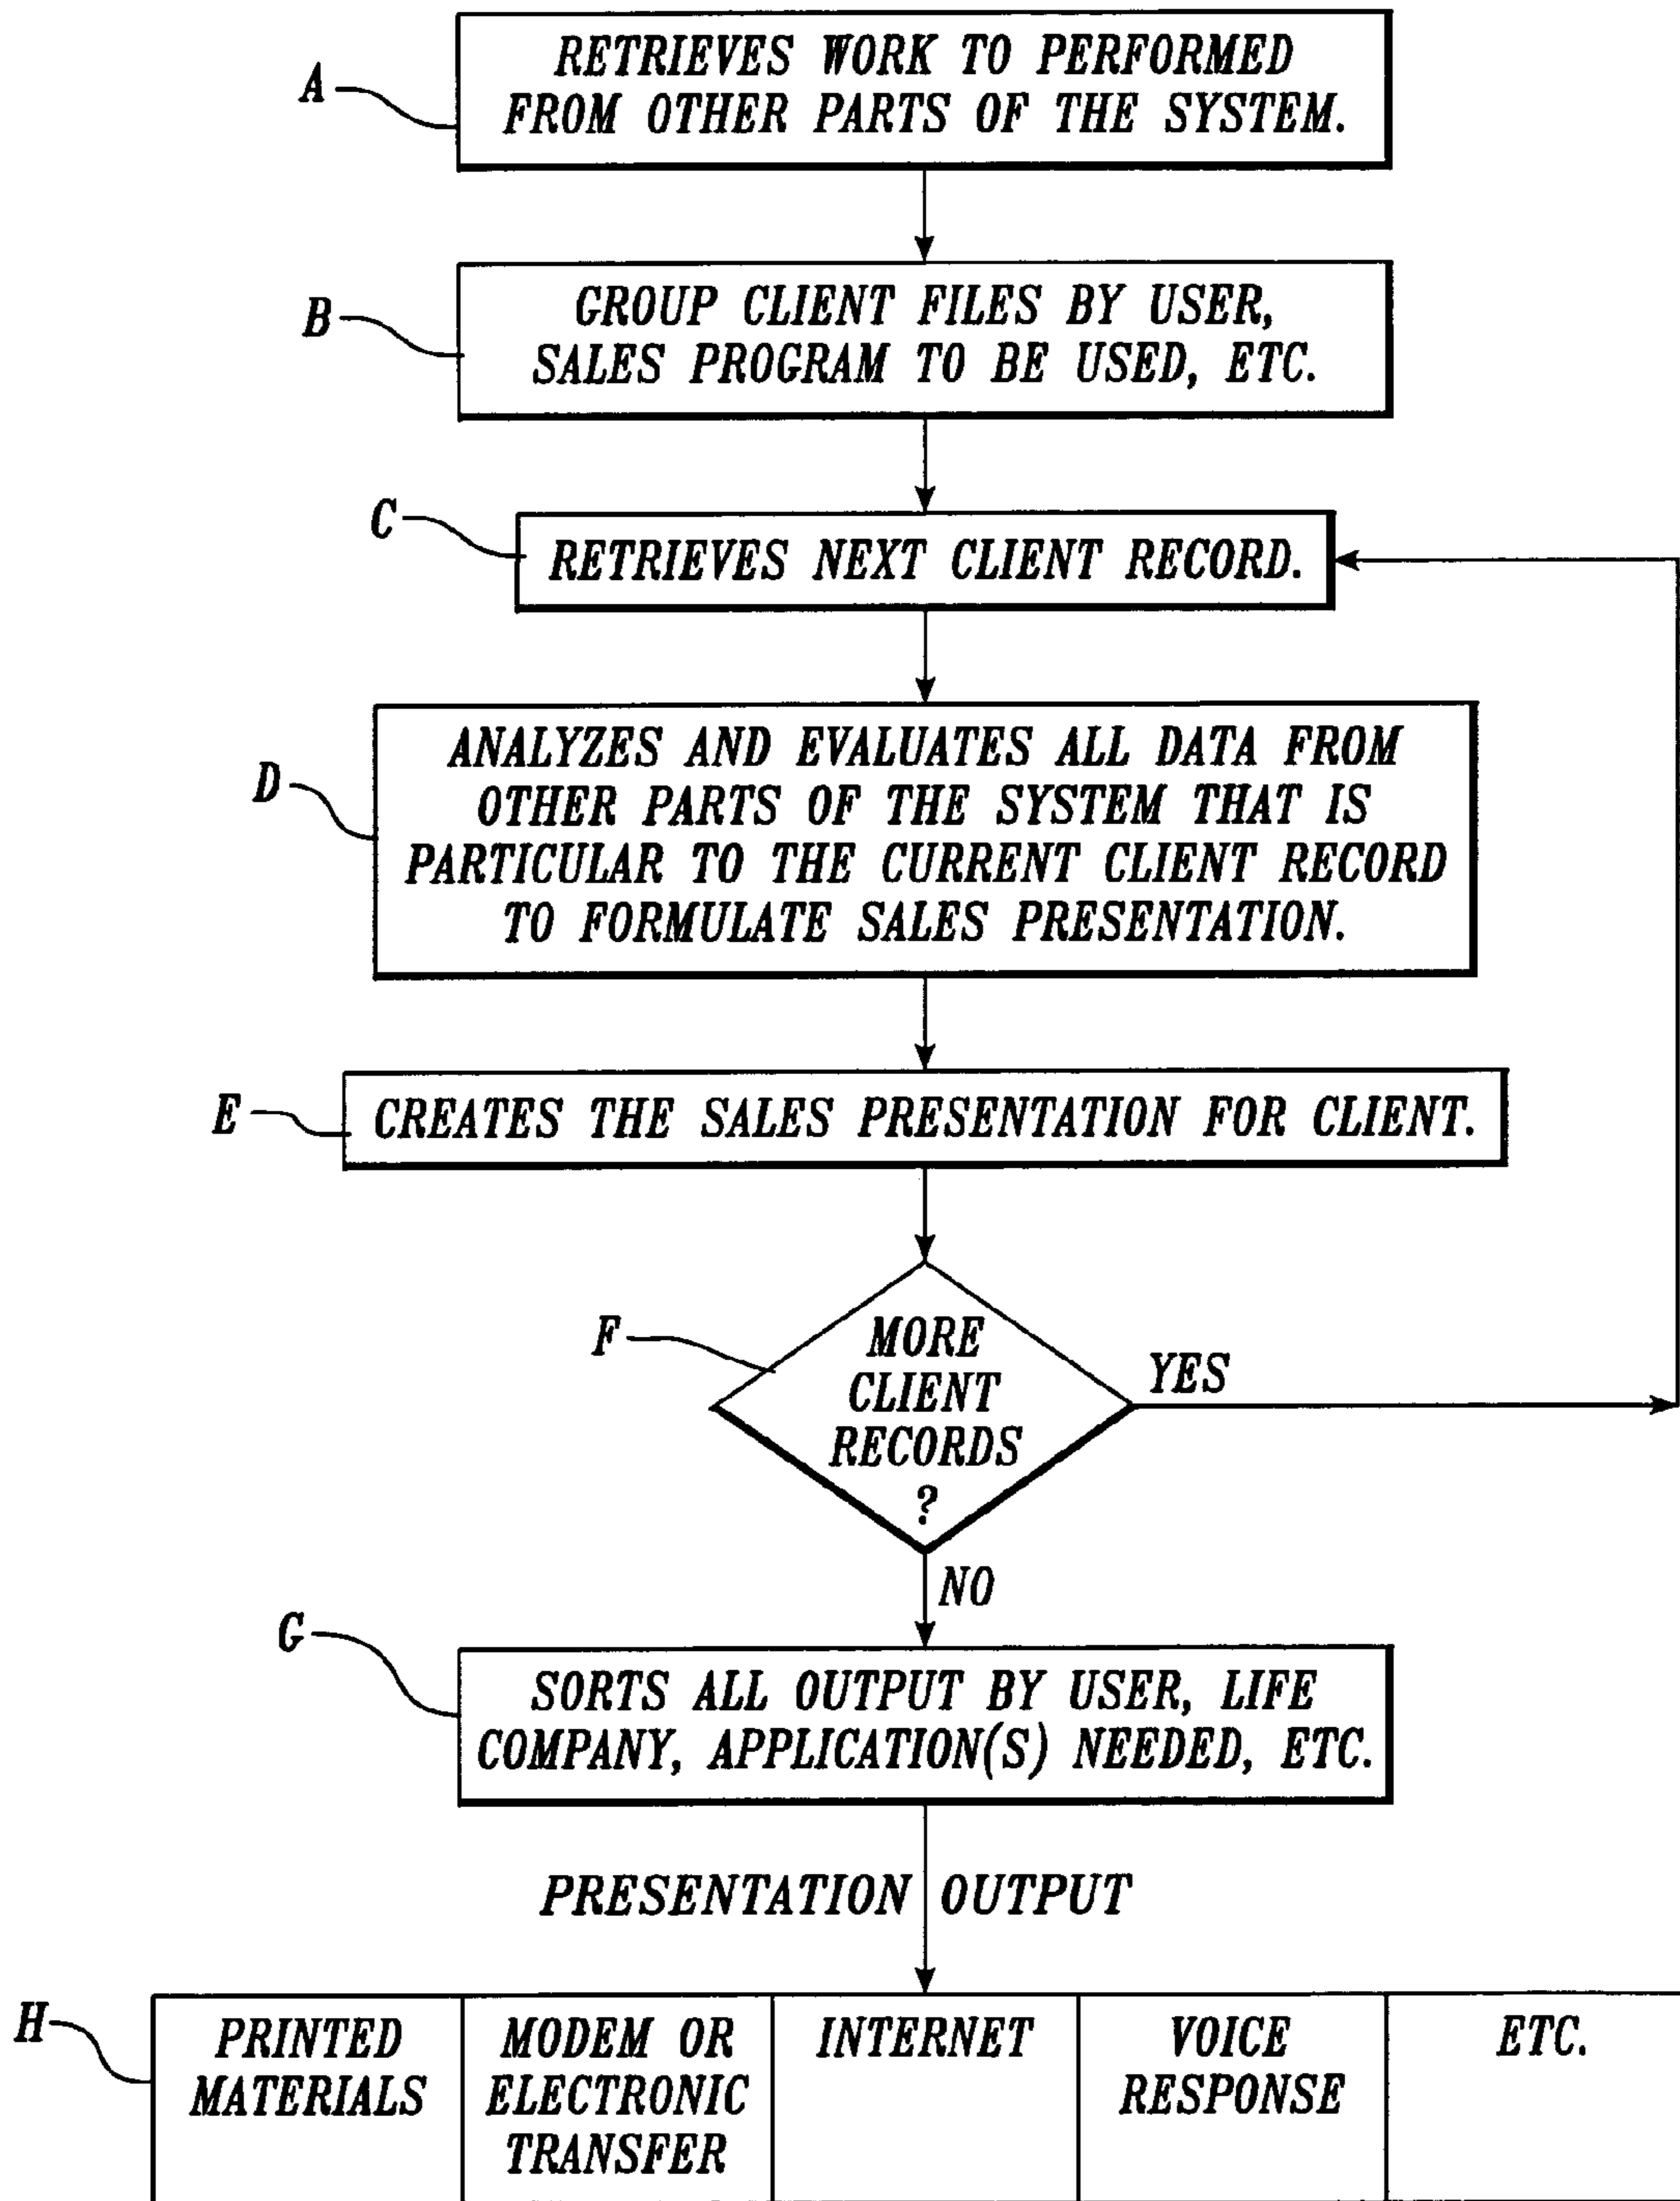 A
RETRIEVES WORK TO PERFORMED
FROM OTHER PARTS OF THE SYSTEM.
B
GROUP CLIENT FILES BY USER,
SALES PROGRAM TO BE USED, ETC.
C
RETRIEVES NEXT CLIENT RECORD.
D
ANALYZES AND EVALUATES ALL DATA FROM
OTHER PARTS OF THE SYSTEM THAT IS
PARTICULAR TO THE CURRENT CLIENT RECORD
TO FORMULATE SALES PRESENTATION.
E
CREATES THE SALES PRESENTATION FOR CLIENT.
F
MORE
CLIENT
RECORDS
?
YES
NO
G
SORTS ALL OUTPUT BY USER, LIFE
COMPANY, APPLICATION(S) NEEDED, ETC.
PRESENTATION OUTPUT
H
PRINTED
MATERIALS
MODEM OR
ELECTRONIC
TRANSFER
INTERNET
VOICE
RESPONSE
ETC.